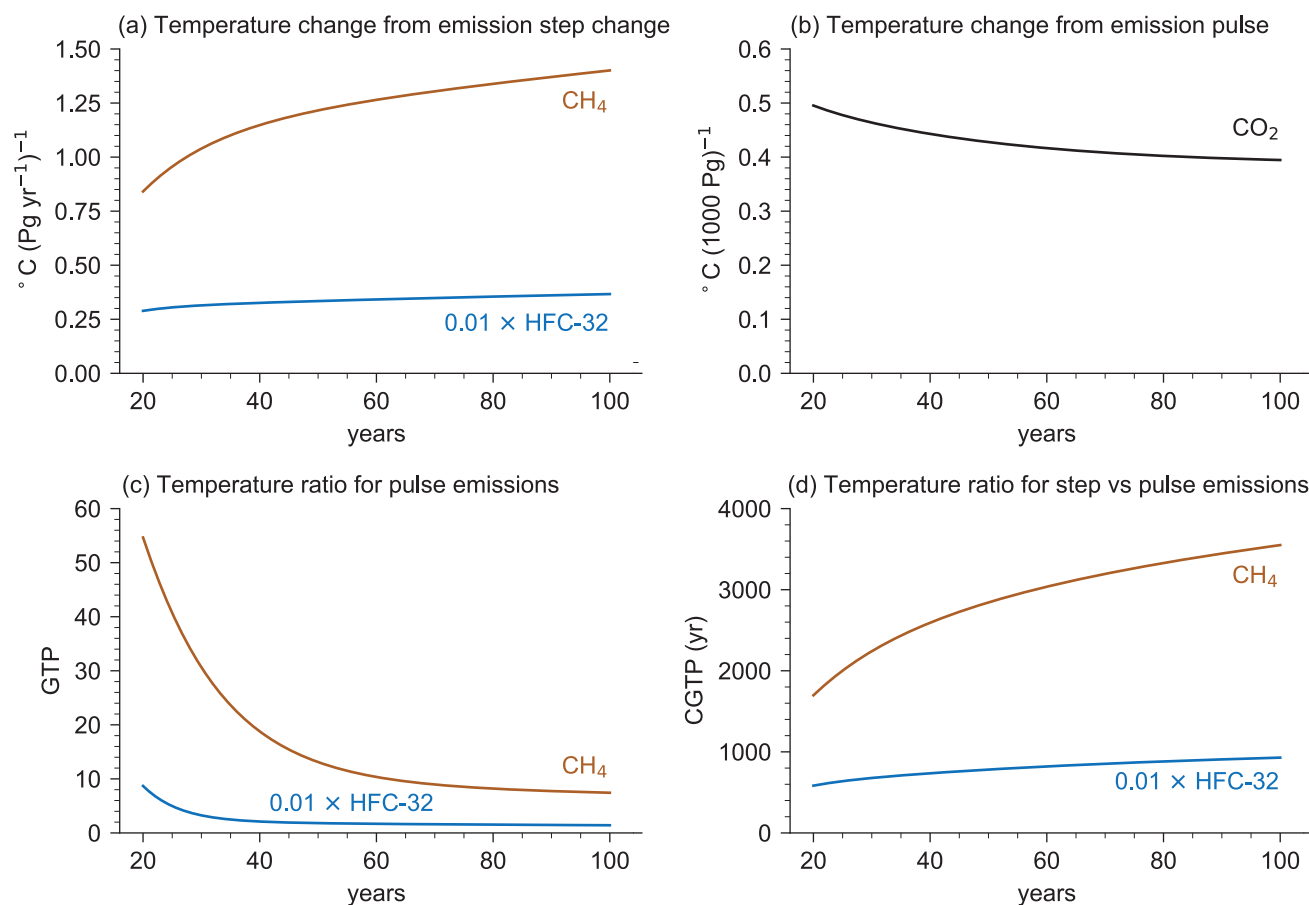 (a) Temperature change from emission step change
1.50
1.25
1.00
0.75
0.50
0.25
0.00
° C (Pg yr⁻¹)⁻¹
CH₄
0.01 × HFC-32
20 40 60 80 100
years
(b) Temperature change from emission pulse
0.6
0.5
0.4
0.3
0.2
0.1
0.0
° C (1000 Pg)⁻¹
CO₂
20 40 60 80 100
years
(c) Temperature ratio for pulse emissions
60
50
40
30
20
10
0
GTP
CH₄
0.01 × HFC-32
20 40 60 80 100
years
(d) Temperature ratio for step vs pulse emissions
4000
3000
2000
1000
0
CGTP (yr)
CH₄
0.01 × HFC-32
20 40 60 80 100
years